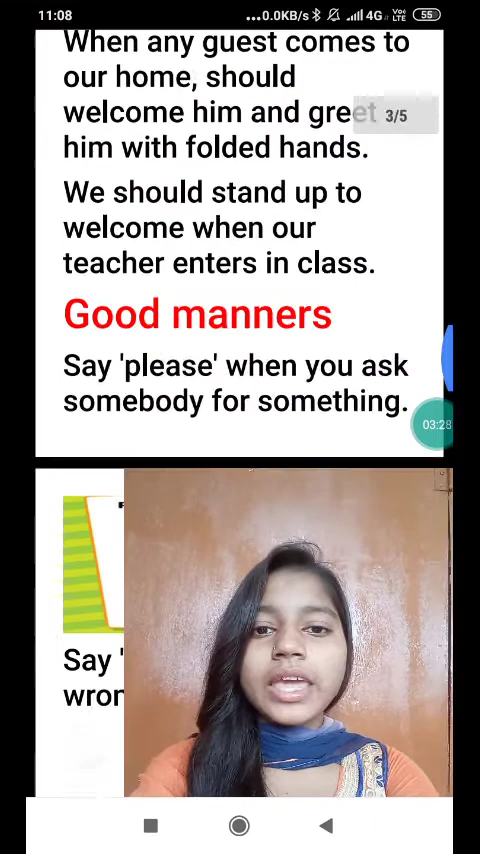 11:08 ...0.0KB/s 4G Vo LTE 55
When any guest comes to
our home, should
welcome him and greet
3/5
him with folded hands.
We should stand up to
welcome when our
teacher enters in class.
Good manners
Say 'please' when you ask
somebody for something.
03:28
Say '
wron